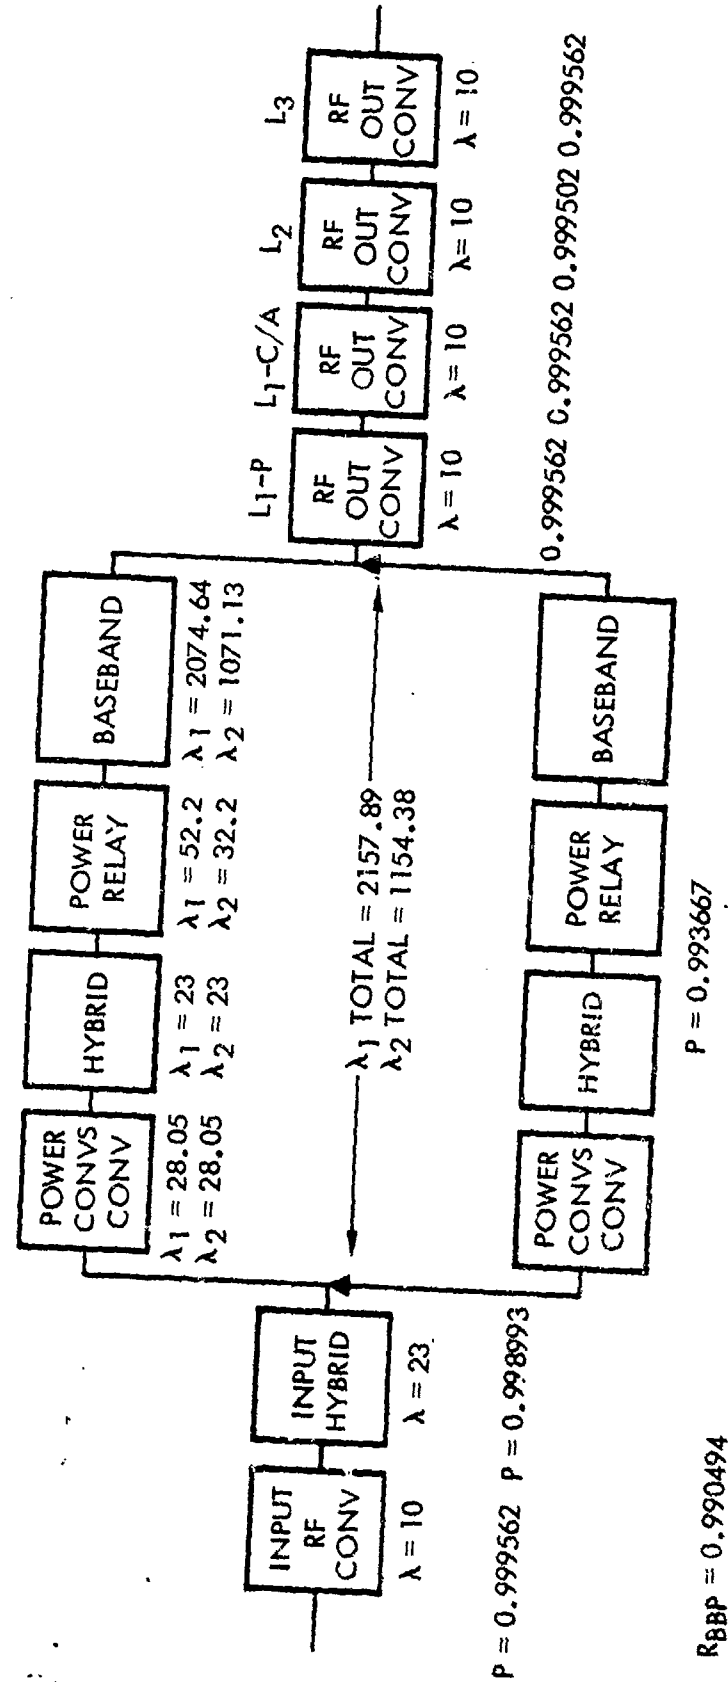 INPUT
RF
CONV
λ = 10
INPUT
HYBRID
λ = 23
P = 0.999562 P = 0.998993
POWER
CONVS
CONV
λ1 = 28.05
λ2 = 28.05
HYBRID
λ1 = 23
λ2 = 23
POWER
RELAY
λ1 = 52.2
λ2 = 32.2
BASEBAND
λ1 = 2074.64
λ2 = 1071.13
λ1 TOTAL = 2157.89
λ2 TOTAL = 1154.38
POWER
CONVS
CONV
HYBRID
POWER
RELAY
BASEBAND
P = 0.993667
L1-P
RF
OUT
CONV
λ = 10
L1-C/A
RF
OUT
CONV
λ = 10
L2
RF
OUT
CONV
λ = 10
L3
RF
OUT
CONV
λ = 10
0.999562 0.999562 0.999502 0.999562
RBBP = 0.990494